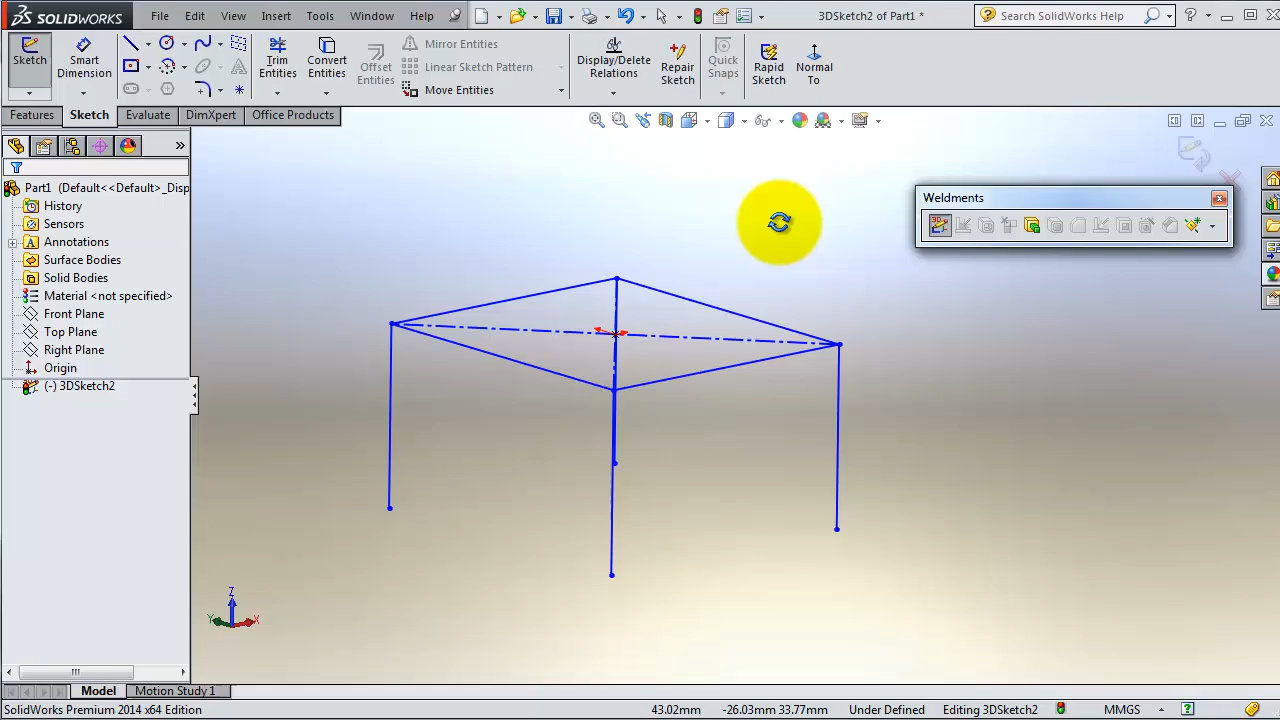 SOLIDWORKS File Edit View Insert Tools Window Help 3DSketch2 of Part1 * Search SolidWorks Help
Sketch Smart Dimension Trim Entities Convert Entities Offset Entities Mirror Entities Linear Sketch Pattern Move Entities Display/Delete Relations Repair Sketch Quick Snaps Rapid Sketch Normal To
Features Sketch Evaluate DimXpert Office Products
Part1 (Default<<Default>_Disp
History
Weldments
Sensors
Annotations
Surface Bodies
Solid Bodies
Material <not specified>
Front Plane
Top Plane
Right Plane
Origin
(-) 3DSketch2
Z
Y X
Model Motion Study 1
SolidWorks Premium 2014 x64 Edition 43.02mm -26.03mm 33.77mm Under Defined Editing 3DSketch2 MMGS